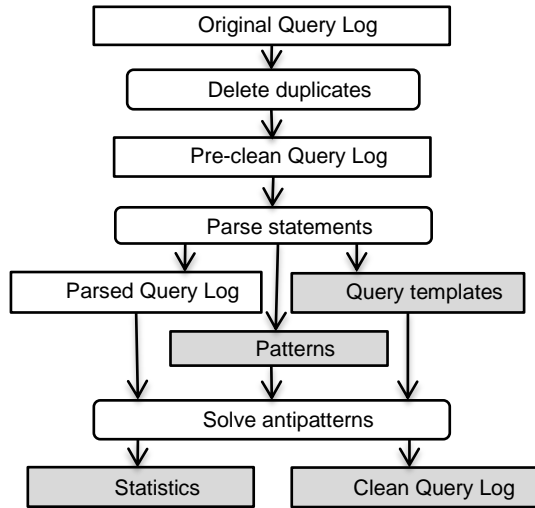 Original Query Log
Delete duplicates
Pre-clean Query Log
Parse statements
Parsed Query Log
Query templates
Patterns
Solve antipatterns
Statistics
Clean Query Log